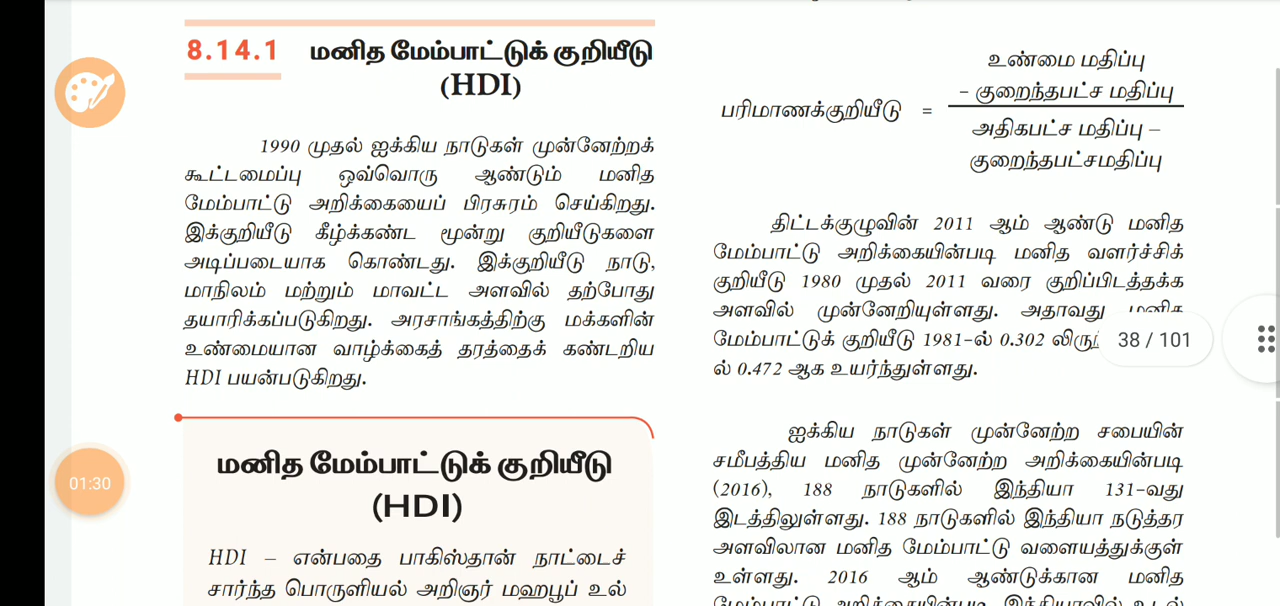 8.14.1 மனித மேம்பாட்டுக் குறியீடு
(HDI)
1990 முதல் ஐக்கிய நாடுகள் முன்னேற்றக்
கூட்டமைப்பு ஒவ்வொரு ஆண்டும் மனித
மேம்பாட்டு அறிக்கையைப் பிரசுரம் செய்கிறது.
இக்குறியீடு கீழ்க்கண்ட மூன்று குறியீடுகளை
அடிப்படையாக கொண்டது. இக்குறியீடு நாடு,
மாநிலம் மற்றும் மாவட்ட அளவில் தற்போது
தயாரிக்கப்படுகிறது. அரசாங்கத்திற்கு மக்களின்
உண்மையான வாழ்க்கைத் தரத்தைக் கண்டறிய
HDI பயன்படுகிறது.
01:30
மனித மேம்பாட்டுக் குறியீடு
(HDI)
HDI – என்பதை பாகிஸ்தான் நாட்டைச்
சார்ந்த பொருளியல் அறிஞர் மஹபூப் உல்
உண்மை மதிப்பு
– குறைந்தபட்ச மதிப்பு
பரிமாணக்குறியீடு =
அதிகபட்ச மதிப்பு –
குறைந்தபட்சமதிப்பு
திட்டக்குழுவின் 2011 ஆம் ஆண்டு மனித
மேம்பாட்டு அறிக்கையின்படி மனித வளர்ச்சிக்
குறியீடு 1980 முதல் 2011 வரை குறிப்பிடத்தக்க
அளவில் முன்னேறியுள்ளது. அதாவது மனித
மேம்பாட்டுக் குறியீடு 1981-ல் 0.302
ல் 0.472 ஆக உயர்ந்துள்ளது.
38 / 101
ஐக்கிய நாடுகள் முன்னேற்ற சபையின்
சமீபத்திய மனித முன்னேற்ற அறிக்கையின்படி
(2016), 188 நாடுகளில் இந்தியா 131-வது
இடத்திலுள்ளது. 188 நாடுகளில் இந்தியா நடுத்தர
அளவிலான மனித மேம்பாட்டு வளையத்துக்குள்
உள்ளது. 2016 ஆம் ஆண்டுக்கான மனித
மேம்பாட்டு அறிக்கையின்படி, இந்தியாவில் உடல்